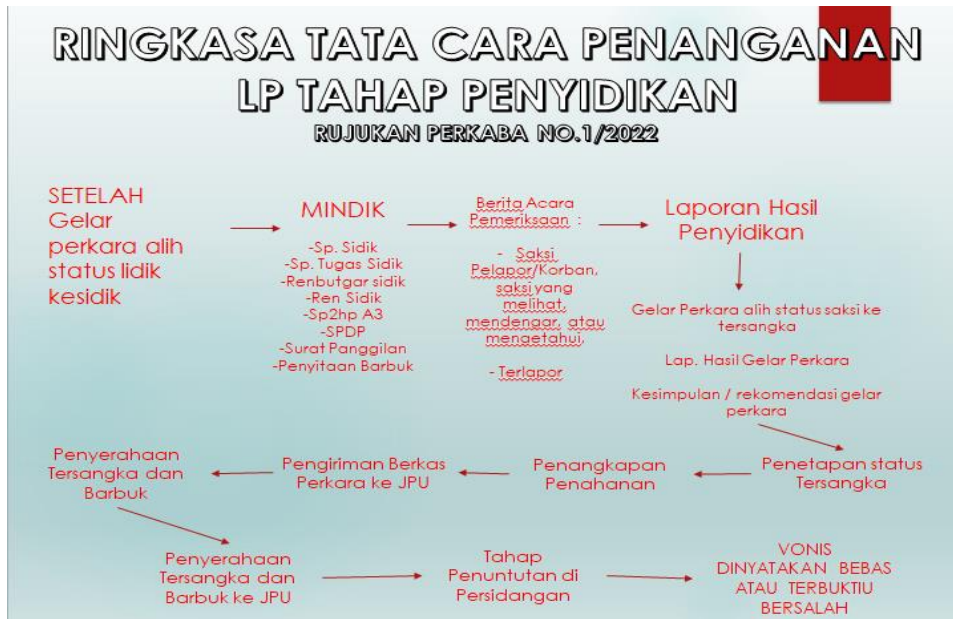 RINGKASA TATA CARA PENANGANAN
LP TAHAP PENYIDIKAN
RUJUKAN PERKABA NO.1/2022
SETELAH
Gelar
perkara alih
status lidik
kesidik
MINDIK
-Sp. Sidik
-Sp. Tugas Sidik
-Renbutgar sidik
-Ren Sidik
-Sp2hp A3
-SPDP
-Surat Panggilan
-Penyitaan Barbuk
Berita Acara
Pemeriksaan :
- Saksi
Pelapor/Korban,
saksi yang
melihat,
mendengar, atau
mengetahui,
- Terlapor
Laporan Hasil
Penyidikan
Gelar Perkara alih status saksi ke
tersangka
Lap. Hasil Gelar Perkara
Kesimpulan / rekomendasi gelar
perkara
Penetapan status
Tersangka
Penangkapan
Penahanan
Pengiriman Berkas
Perkara ke JPU
Penyerahaan
Tersangka dan
Barbuk
Penyerahaan
Tersangka dan
Barbuk ke JPU
Tahap
Penuntutan di
Persidangan
VONIS
DINYATAKAN BEBAS
ATAU TERBUKTIU
BERSALAH